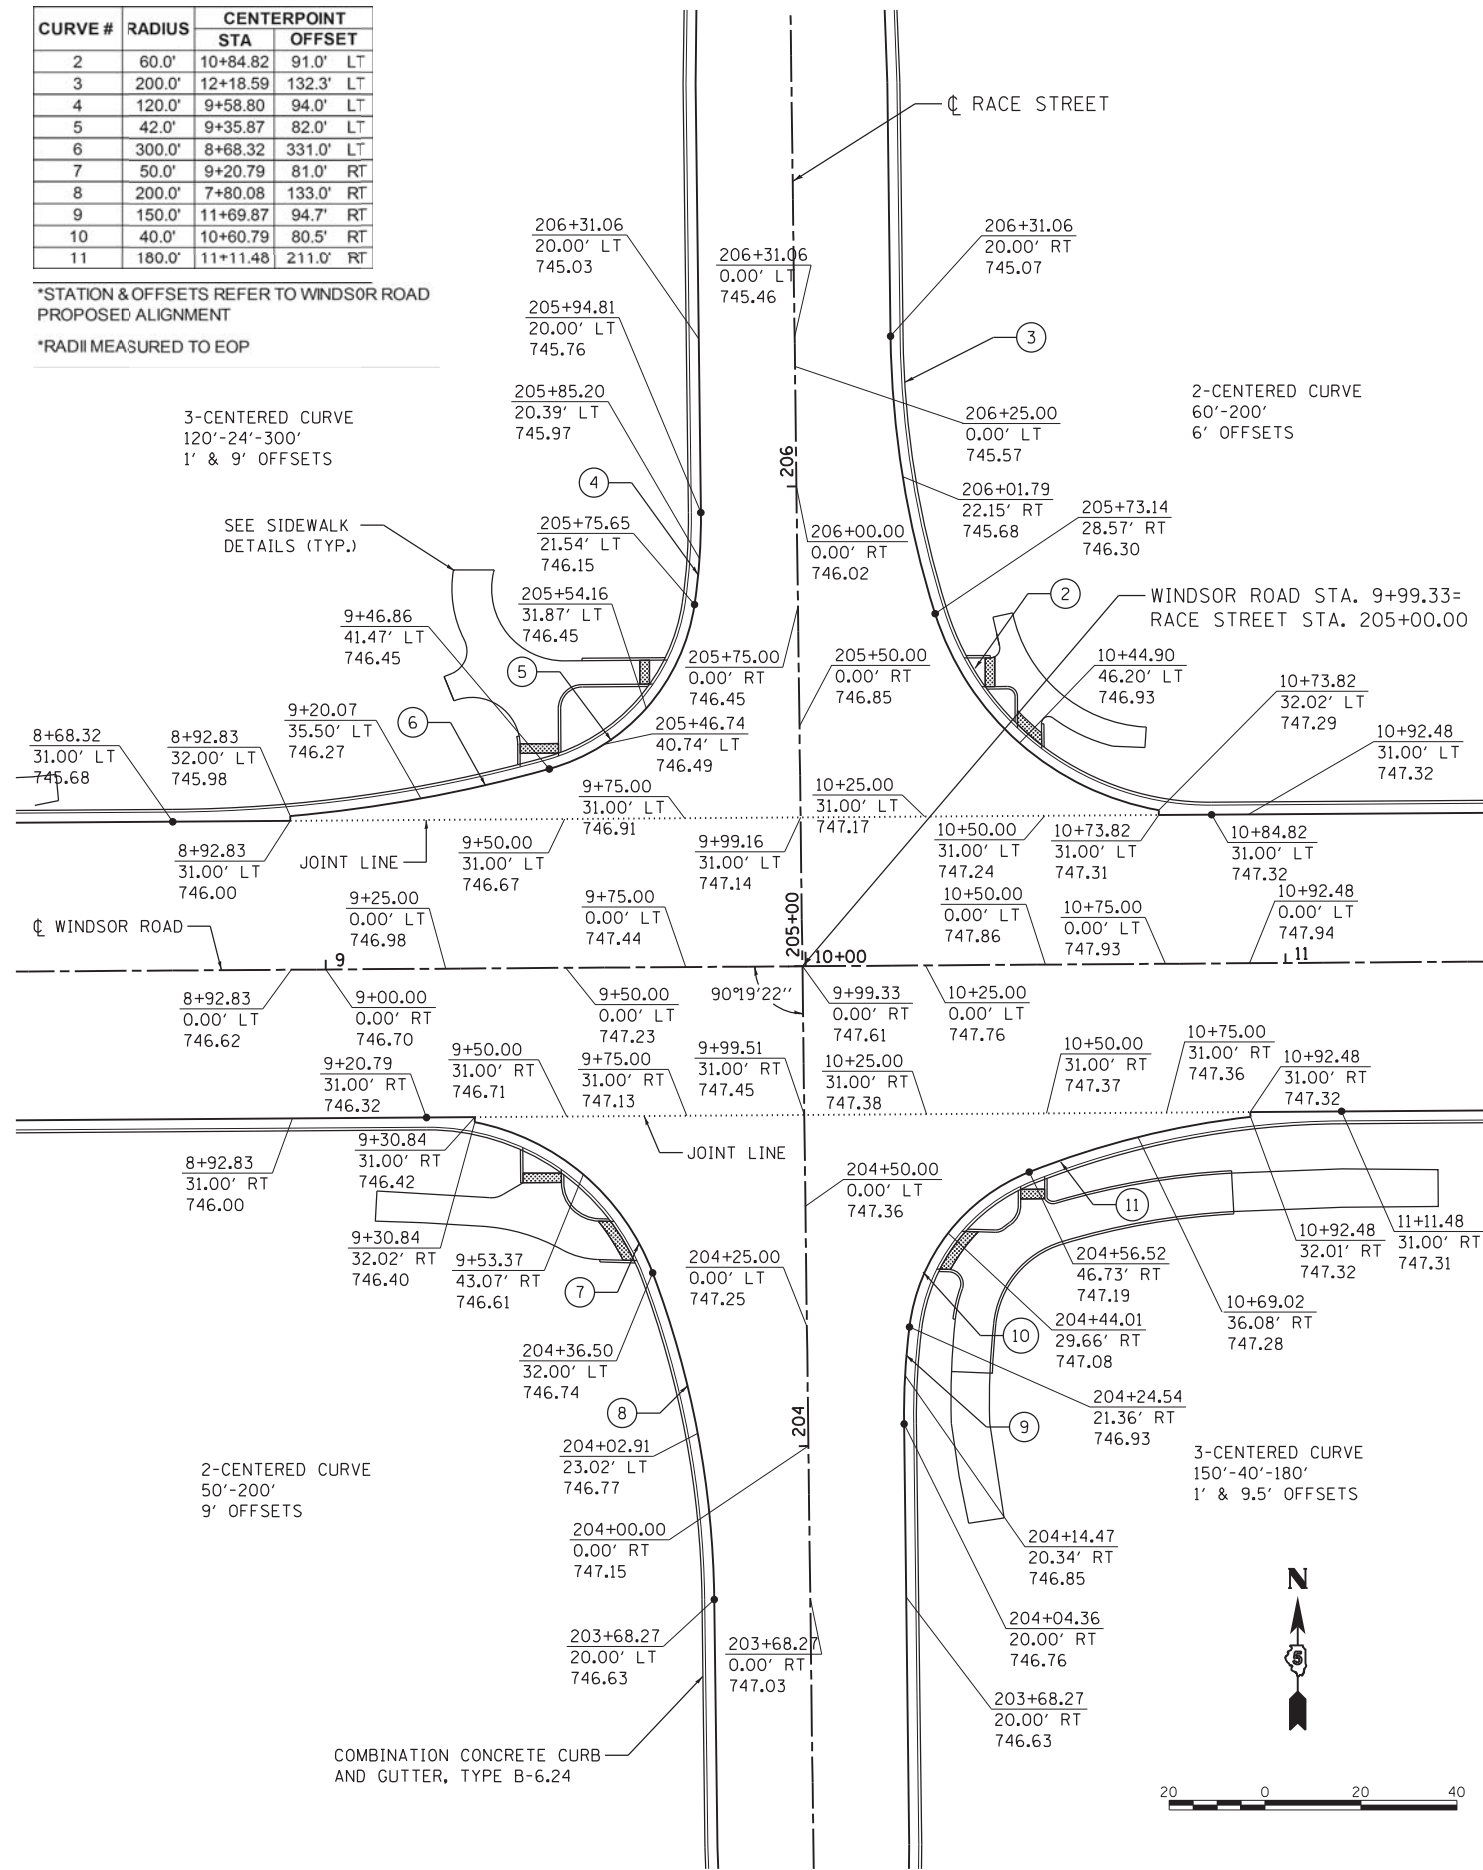 CURVE # RADIUS CENTERPOINT
STA OFFSET
2 60.0' 10+84.82 91.0' LT
3 200.0' 12+18.59 132.3' LT
4 120.0' 9+58.80 94.0' LT
5 42.0' 9+35.87 82.0' LT
6 300.0' 8+68.32 331.0' LT
7 50.0' 9+20.79 81.0' RT
8 200.0' 7+80.08 133.0' RT
9 150.0' 11+69.87 94.7' RT
10 40.0' 10+60.79 80.5' RT
11 180.0' 11+11.48 211.0' RT
*STATION & OFFSETS REFER TO WINDSOR ROAD
PROPOSED ALIGNMENT
*RADII MEASURED TO EOP
℄ RACE STREET
206+31.06
20.00' LT
745.03
206+31.06
0.00' LT
745.46
206+31.06
20.00' RT
745.07
205+94.81
20.00' LT
745.76
3
205+85.20
20.39' LT
745.97
3-CENTERED CURVE
120'-24'-300'
1' & 9' OFFSETS
2-CENTERED CURVE
60'-200'
6' OFFSETS
206+25.00
0.00' LT
745.57
206
4
206+01.79
22.15' RT
745.68
SEE SIDEWALK
DETAILS (TYP.)
205+75.65
21.54' LT
746.15
206+00.00
0.00' RT
746.02
205+73.14
28.57' RT
746.30
2
WINDSOR ROAD STA. 9+99.33=
RACE STREET STA. 205+00.00
205+54.16
31.87' LT
746.45
9+46.86
41.47' LT
746.45
5
205+75.00
0.00' RT
746.45
205+50.00
0.00' RT
746.85
10+44.90
46.20' LT
746.93
10+73.82
32.02' LT
747.29
6
9+20.07
35.50' LT
746.27
205+46.74
40.74' LT
746.49
8+68.32
31.00' LT
745.68
8+92.83
32.00' LT
745.98
10+92.48
31.00' LT
747.32
9+75.00
31.00' LT
746.91
10+25.00
31.00' LT
747.17
8+92.83
31.00' LT
746.00
JOINT LINE
9+50.00
31.00' LT
746.67
9+99.16
31.00' LT
747.14
10+50.00
31.00' LT
747.24
10+73.82
31.00' LT
747.31
10+84.82
31.00' LT
747.32
9+25.00
0.00' LT
746.98
9+75.00
0.00' LT
747.44
205+00
10+50.00
0.00' LT
747.86
10+75.00
0.00' LT
747.93
10+92.48
0.00' LT
747.94
℄ WINDSOR ROAD
9
10+00
11
90°19'22''
8+92.83
0.00' LT
746.62
9+00.00
0.00' RT
746.70
9+50.00
0.00' LT
747.23
9+99.33
0.00' RT
747.61
10+25.00
0.00' LT
747.76
9+20.79
31.00' RT
746.32
9+50.00
31.00' RT
746.71
9+75.00
31.00' RT
747.13
9+99.51
31.00' RT
747.45
10+25.00
31.00' RT
747.38
10+50.00
31.00' RT
747.37
10+75.00
31.00' RT
747.36
10+92.48
31.00' RT
747.32
8+92.83
31.00' RT
746.00
9+30.84
31.00' RT
746.42
JOINT LINE
204+50.00
0.00' LT
747.36
11
9+30.84
32.02' RT
746.40
9+53.37
43.07' RT
746.61
7
204+25.00
0.00' LT
747.25
204+56.52
46.73' RT
747.19
10+92.48
32.01' RT
747.32
11+11.48
31.00' RT
747.31
10
204+44.01
29.66' RT
747.08
10+69.02
36.08' RT
747.28
204+36.50
32.00' LT
746.74
8
9
204+24.54
21.36' RT
746.93
204
204+02.91
23.02' LT
746.77
2-CENTERED CURVE
50'-200'
9' OFFSETS
3-CENTERED CURVE
150'-40'-180'
1' & 9.5' OFFSETS
204+00.00
0.00' RT
747.15
204+14.47
20.34' RT
746.85
N
5
203+68.27
20.00' LT
746.63
203+68.27
0.00' RT
747.03
204+04.36
20.00' RT
746.76
203+68.27
20.00' RT
746.63
COMBINATION CONCRETE CURB
AND GUTTER, TYPE B-6.24
20 0 20 40